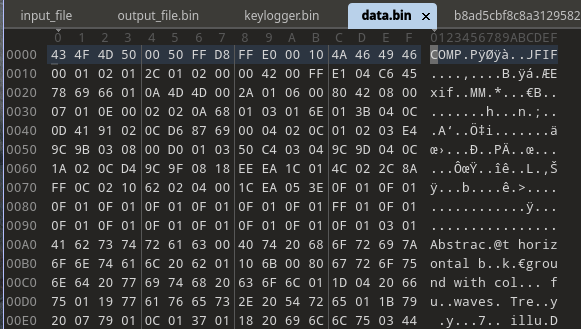 input_file output_file.bin keylogger.bin data.bin × b8ad5cbf8c8a3129582
0 1 2 3 4 5 6 7 8 9 A B C D E F 0123456789ABCDEF
0000 43 4F 4D 50 00 50 FF D8 FF E0 00 10 4A 46 49 46 COMP.PÿØÿà..JFIF
0010 00 01 01 02 01 2C 01 02 00 00 42 00 FF E1 04 C6 45 .....,....B.ÿá.ÆE
0020 78 69 66 01 0A 4D 4D 00 2A 01 06 00 80 42 08 00 xif..MM.*...€B..
0030 07 01 0E 00 02 02 0A 68 01 03 01 6E 01 3B 04 0C .......h...n.;..
0040 0D 41 91 02 0C D6 87 69 00 04 02 0C 01 02 03 E4 .A‘..Ö‡i.......ä
0050 9C 9B 03 08 00 D0 01 03 50 C4 03 04 9C 9D 04 0C œ›...Ð..PÄ..œ...
0060 1A 02 0C D4 9C 9F 08 18 EE EA 1C 01 4C 02 2C 8A ...ÔœŸ..îê..L.,Š
0070 FF 0C 02 10 62 02 04 00 1C EA 05 3E 0F 01 0F 01 ÿ...b....ê.>....
0080 0F 01 0F 01 0F 01 0F 01 0F 01 FF 01 0F 01 0F 01 ..........ÿ.....
0090 0F 01 0F 01 0F 01 0F 01 0F 01 0F 01 0F 01 03 01 ................
00A0 41 62 73 74 72 61 63 00 40 74 20 68 6F 72 69 7A Abstrac.@t horiz
00B0 6F 6E 74 61 6C 20 62 01 10 6B 00 80 67 72 6F 75 ontal b..k.€grou
00C0 6E 64 20 77 69 74 68 20 63 6F 6C 01 1D 04 20 66 nd with col... f
00D0 75 01 19 77 61 76 65 73 2E 20 54 72 65 01 1B 79 u..waves. Tre..y
00E0 20 07 79 01 0C 01 37 01 18 20 69 6C 6C 75 03 44 .y...7.. illu.D